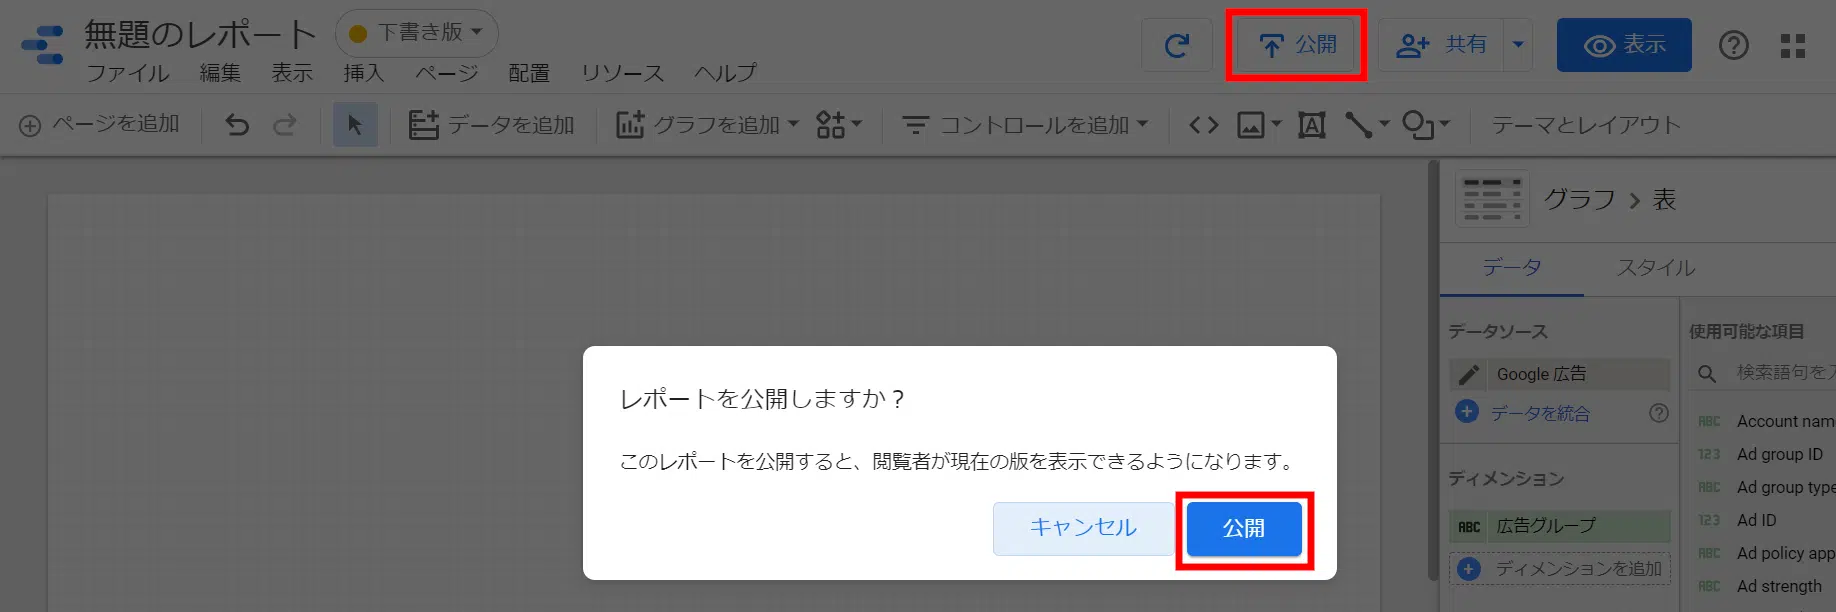 無題のレポート
下書き版
公開
共有
表示
ファイル 編集 表示 挿入 ページ 配置 リソース ヘルプ
ページを追加
データを追加
グラフを追加
コントロールを追加
A
テーマとレイアウト
グラフ > 表
データ スタイル
データソース
Google 広告
データを統合
ディメンション
ABC 広告グループ
ディメンションを追加
使用可能な項目
検索語句を
ABC Account nam
123 Ad group ID
ABC Ad group type
123 Ad ID
ABC Ad policy app
ABC Ad strength
レポートを公開しますか？
このレポートを公開すると、閲覧者が現在の版を表示できるようになります。
キャンセル
公開